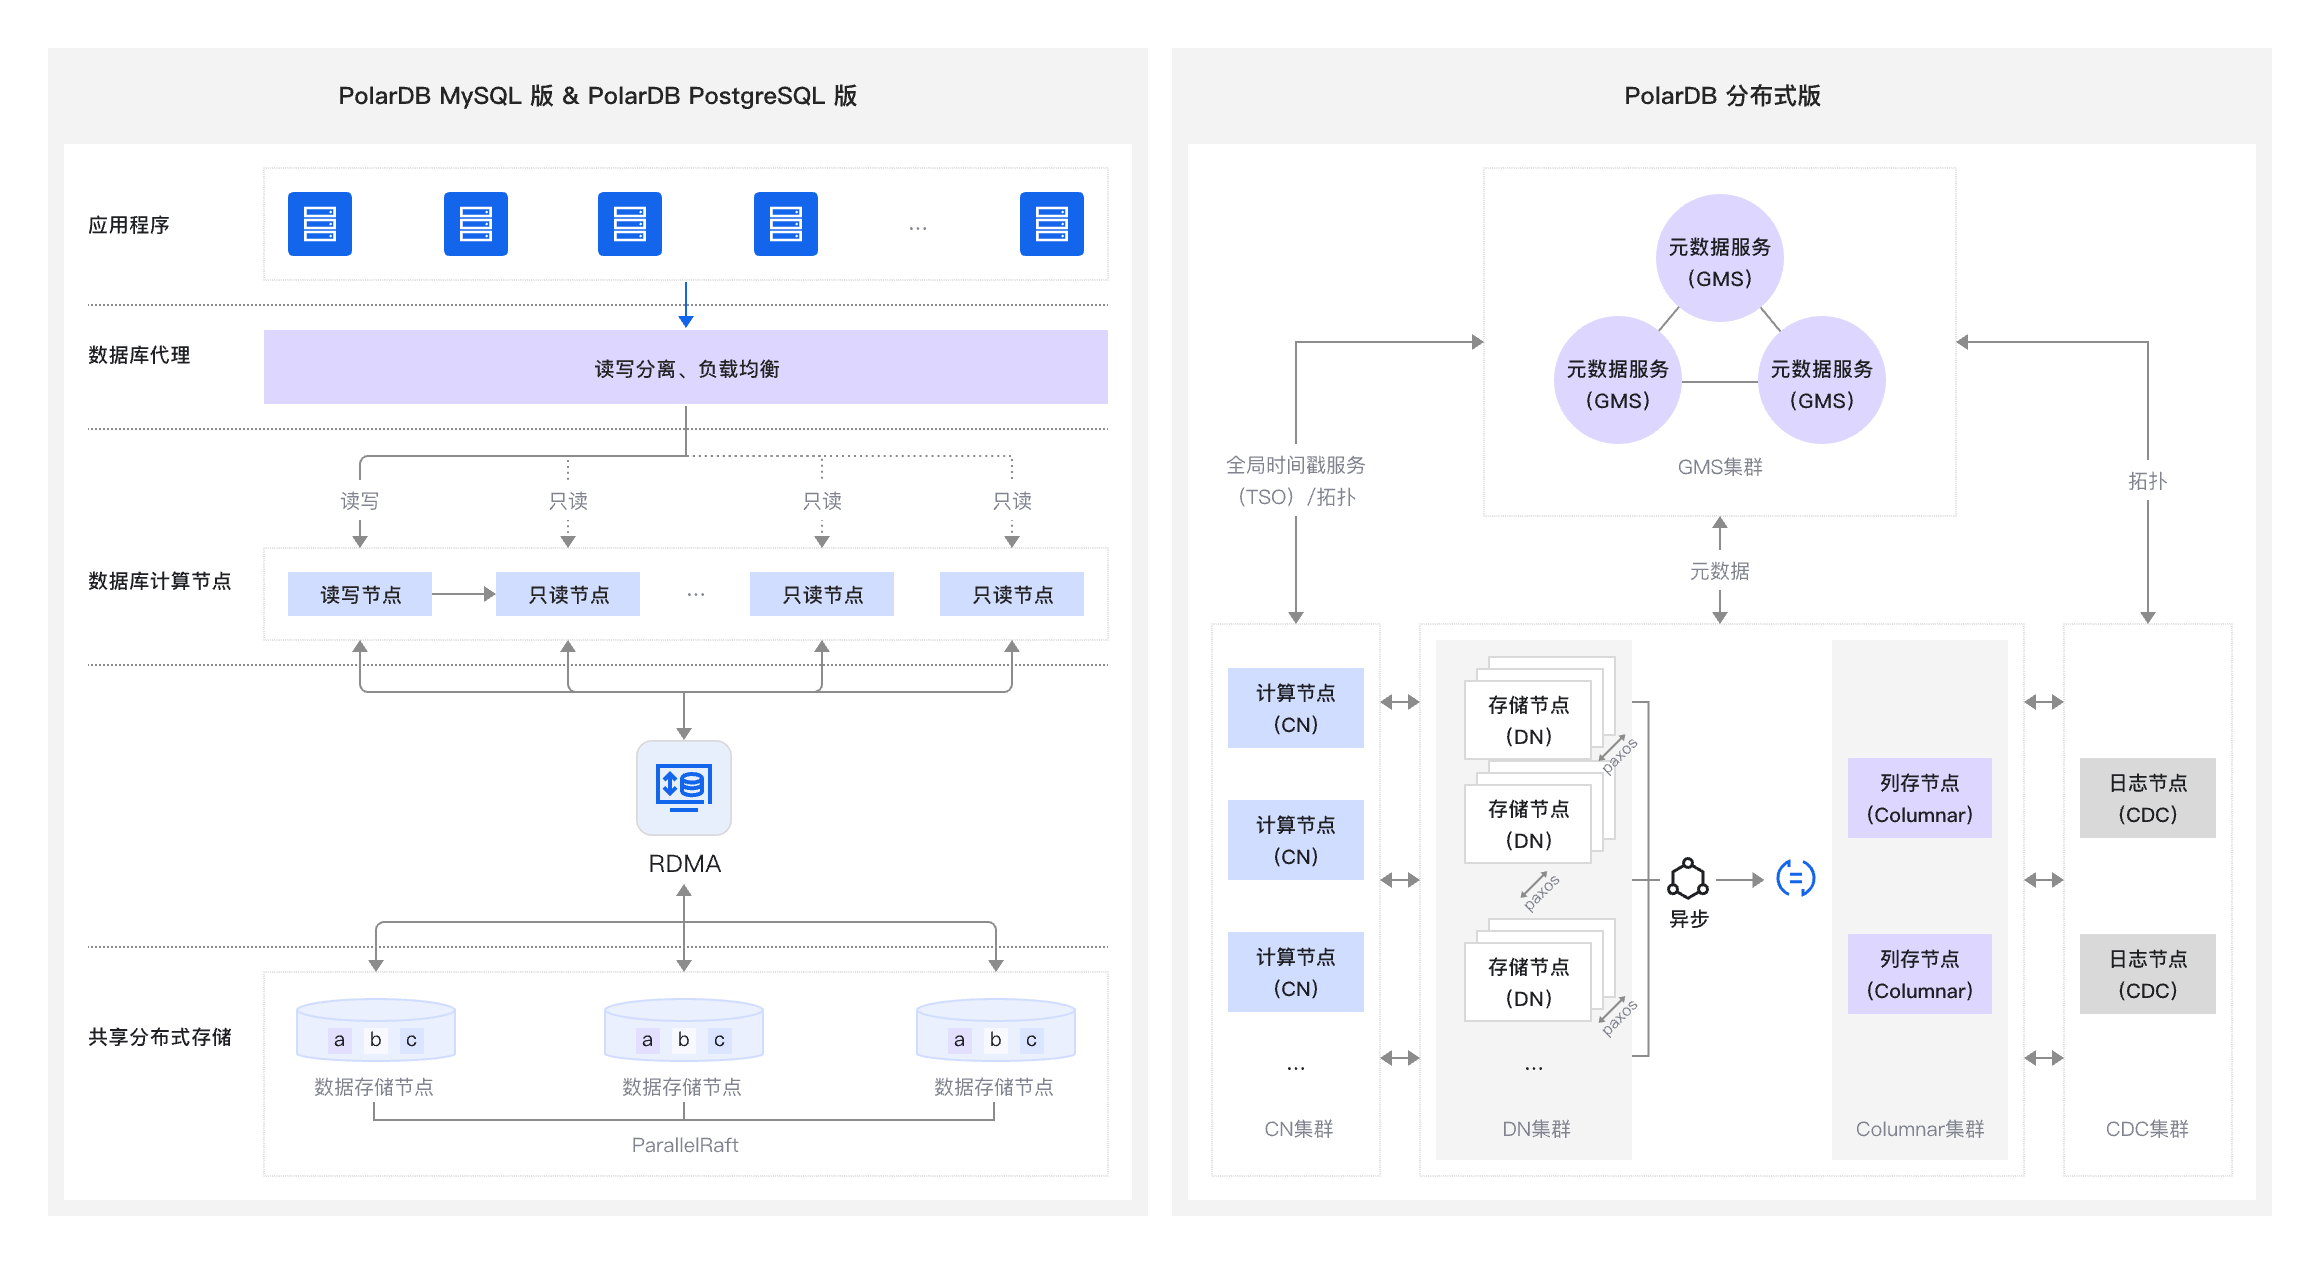 PolarDB MySQL 版 & PolarDB PostgreSQL 版
应用程序
...
数据库代理
读写分离、负载均衡
读写
只读
只读
只读
数据库计算节点
读写节点
只读节点
...
只读节点
只读节点
RDMA
共享分布式存储
a b c
a b c
a b c
数据存储节点
数据存储节点
数据存储节点
ParallelRaft
PolarDB 分布式版
元数据服务
（GMS）
元数据服务
（GMS）
元数据服务
（GMS）
GMS集群
全局时间戳服务
（TSO）/拓扑
拓扑
元数据
计算节点
（CN）
计算节点
（CN）
计算节点
（CN）
...
CN集群
存储节点
（DN）
paxos
存储节点
（DN）
paxos
存储节点
（DN）
paxos
...
DN集群
异步
列存节点
（Columnar）
列存节点
（Columnar）
Columnar集群
日志节点
（CDC）
日志节点
（CDC）
CDC集群